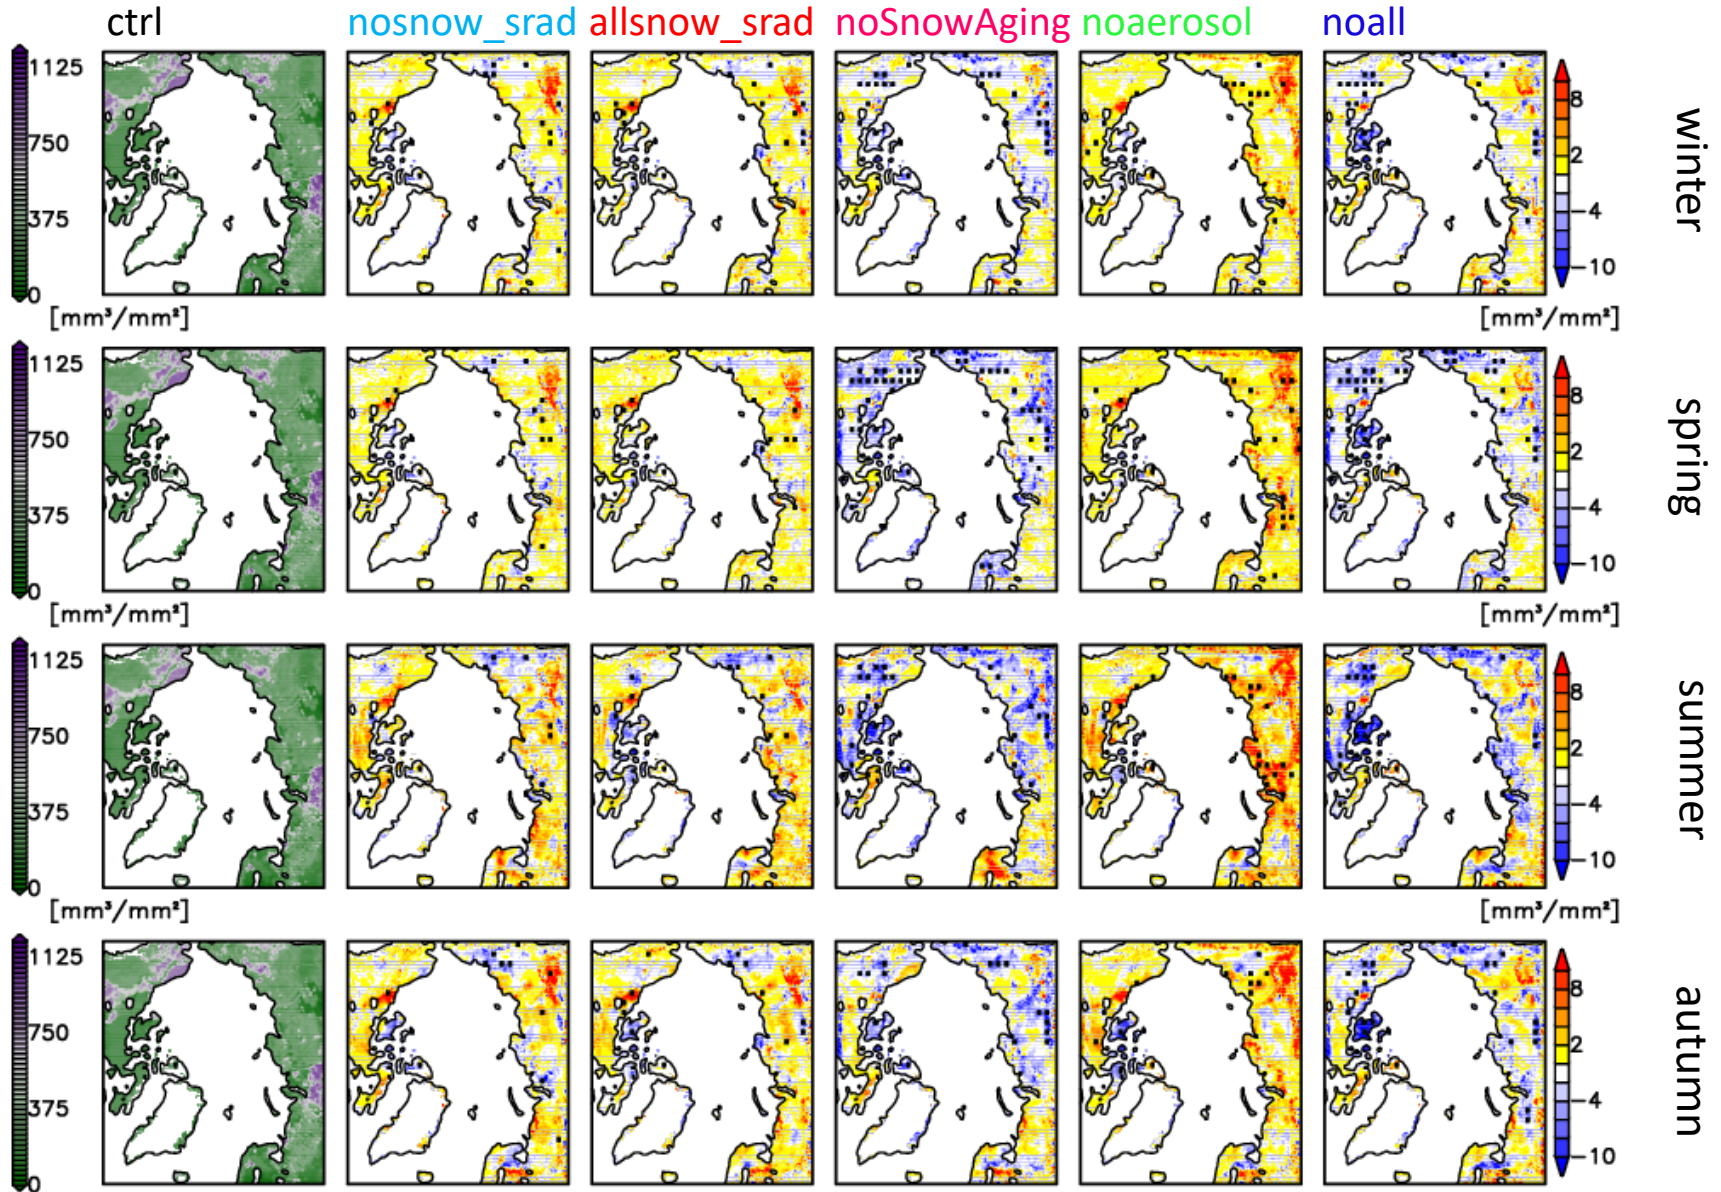 ctrl nosnow_srad allsnow_srad noSnowAging noaerosol noall
1125
750
375
0
[mm³/mm²]
8
2
−4
−10
[mm³/mm²]
winter
1125
750
375
0
[mm³/mm²]
8
2
−4
−10
[mm³/mm²]
spring
1125
750
375
0
[mm³/mm²]
8
2
−4
−10
[mm³/mm²]
summer
1125
750
375
0
8
2
−4
−10
autumn